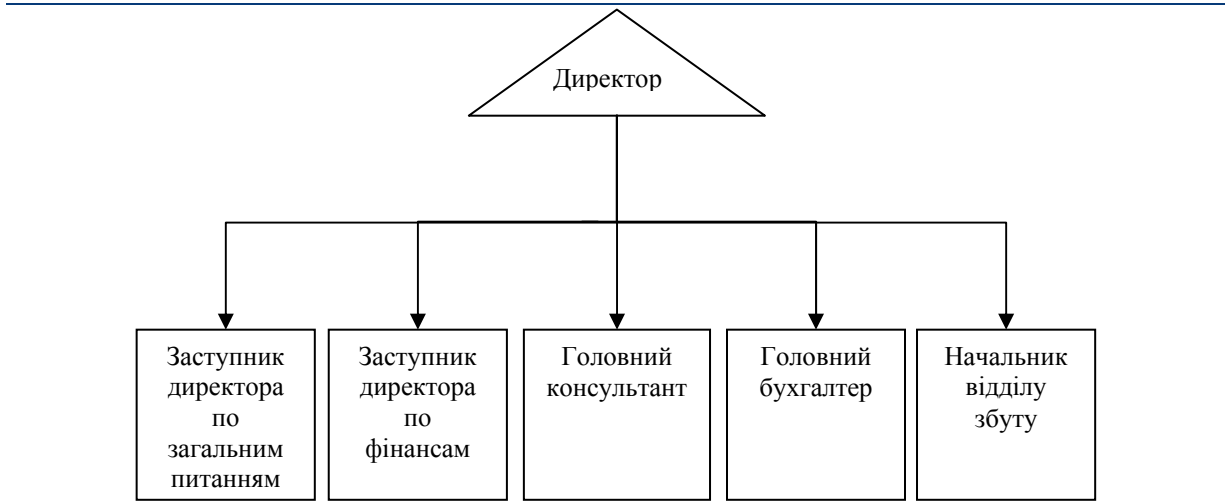 Директор
Заступник
директора
по
загальним
питанням
Заступник
директора
по
фінансам
Головний
консультант
Головний
бухгалтер
Начальник
відділу
збуту